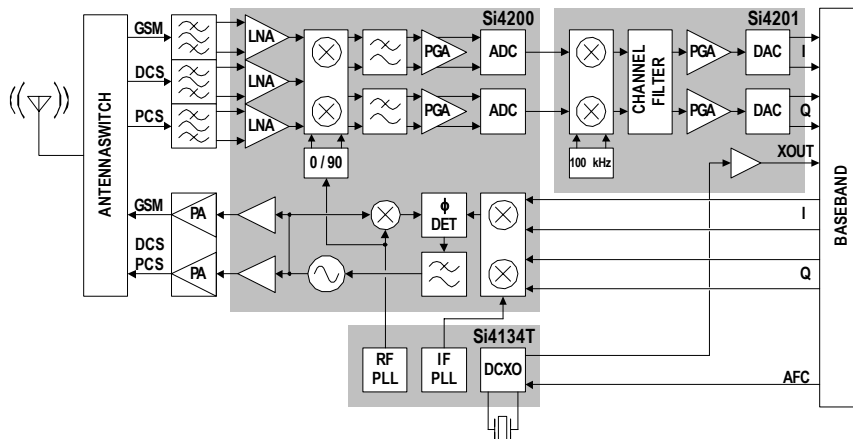 Si4200
Si4201
GSM
DCS
PCS
LNA
LNA
LNA
PGA
PGA
ADC
ADC
0 / 90
CHANNEL
FILTER
100 kHz
PGA
PGA
DAC
DAC
I
Q
XOUT
ANTENNASWITCH
BASEBAND
GSM
DCS
PCS
PA
PA
ϕ
DET
I
Q
Si4134T
RF
PLL
IF
PLL
DCXO
AFC